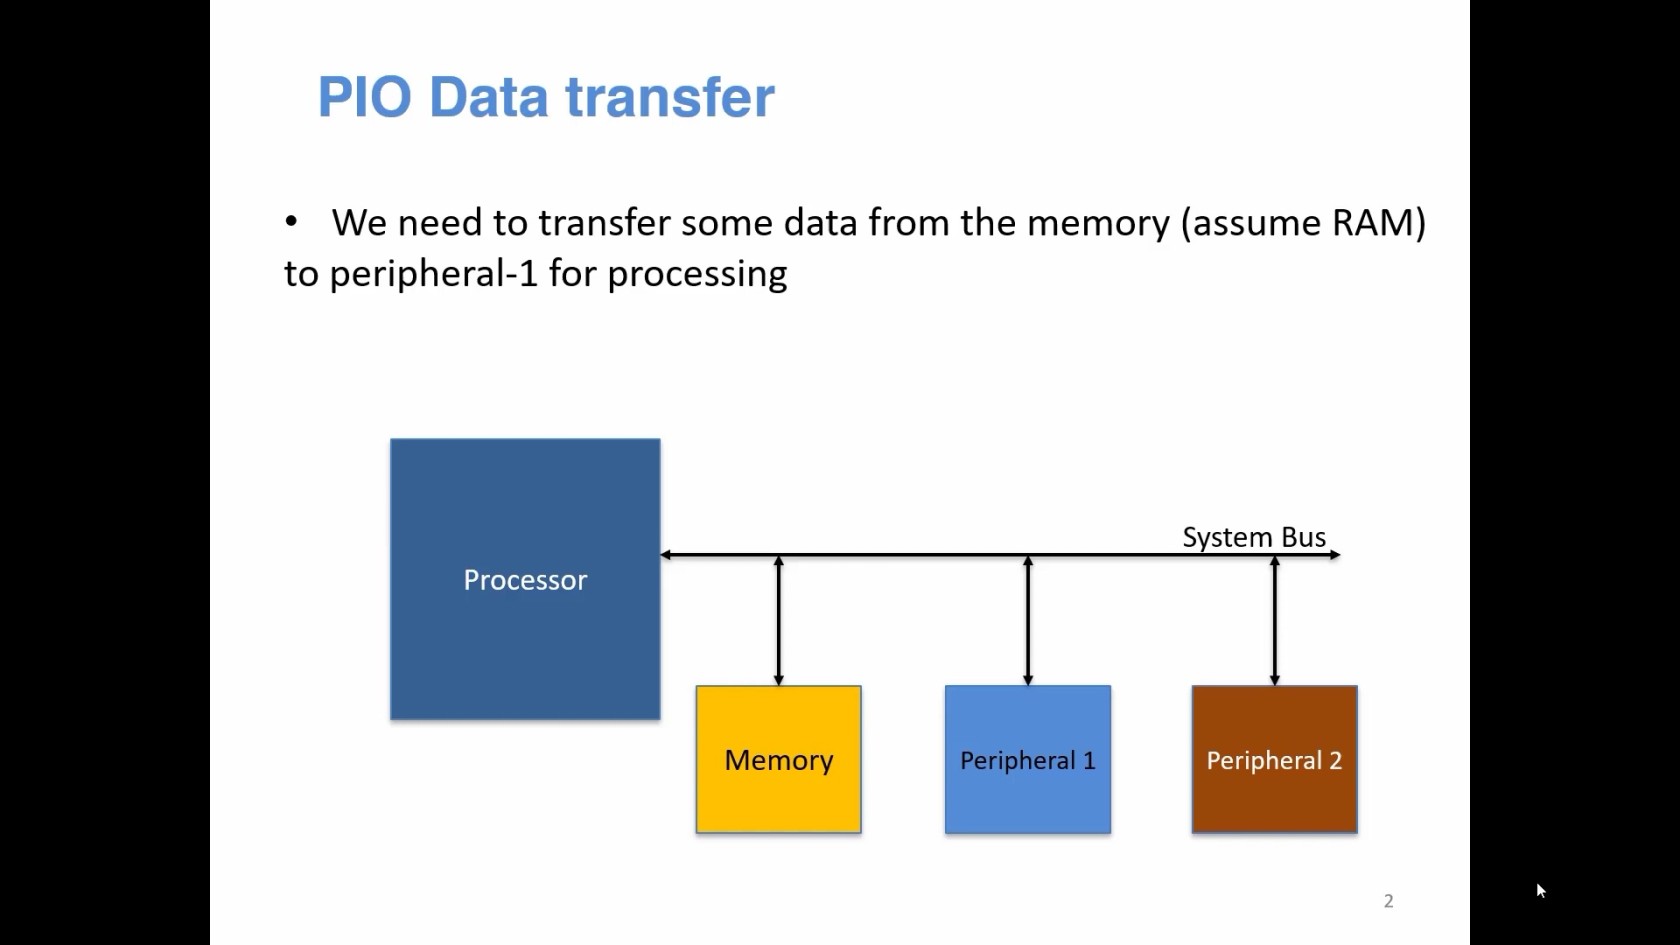 PIO Data transfer
• We need to transfer some data from the memory (assume RAM)
to peripheral-1 for processing
System Bus
Processor
Memory
Peripheral 1
Peripheral 2
2